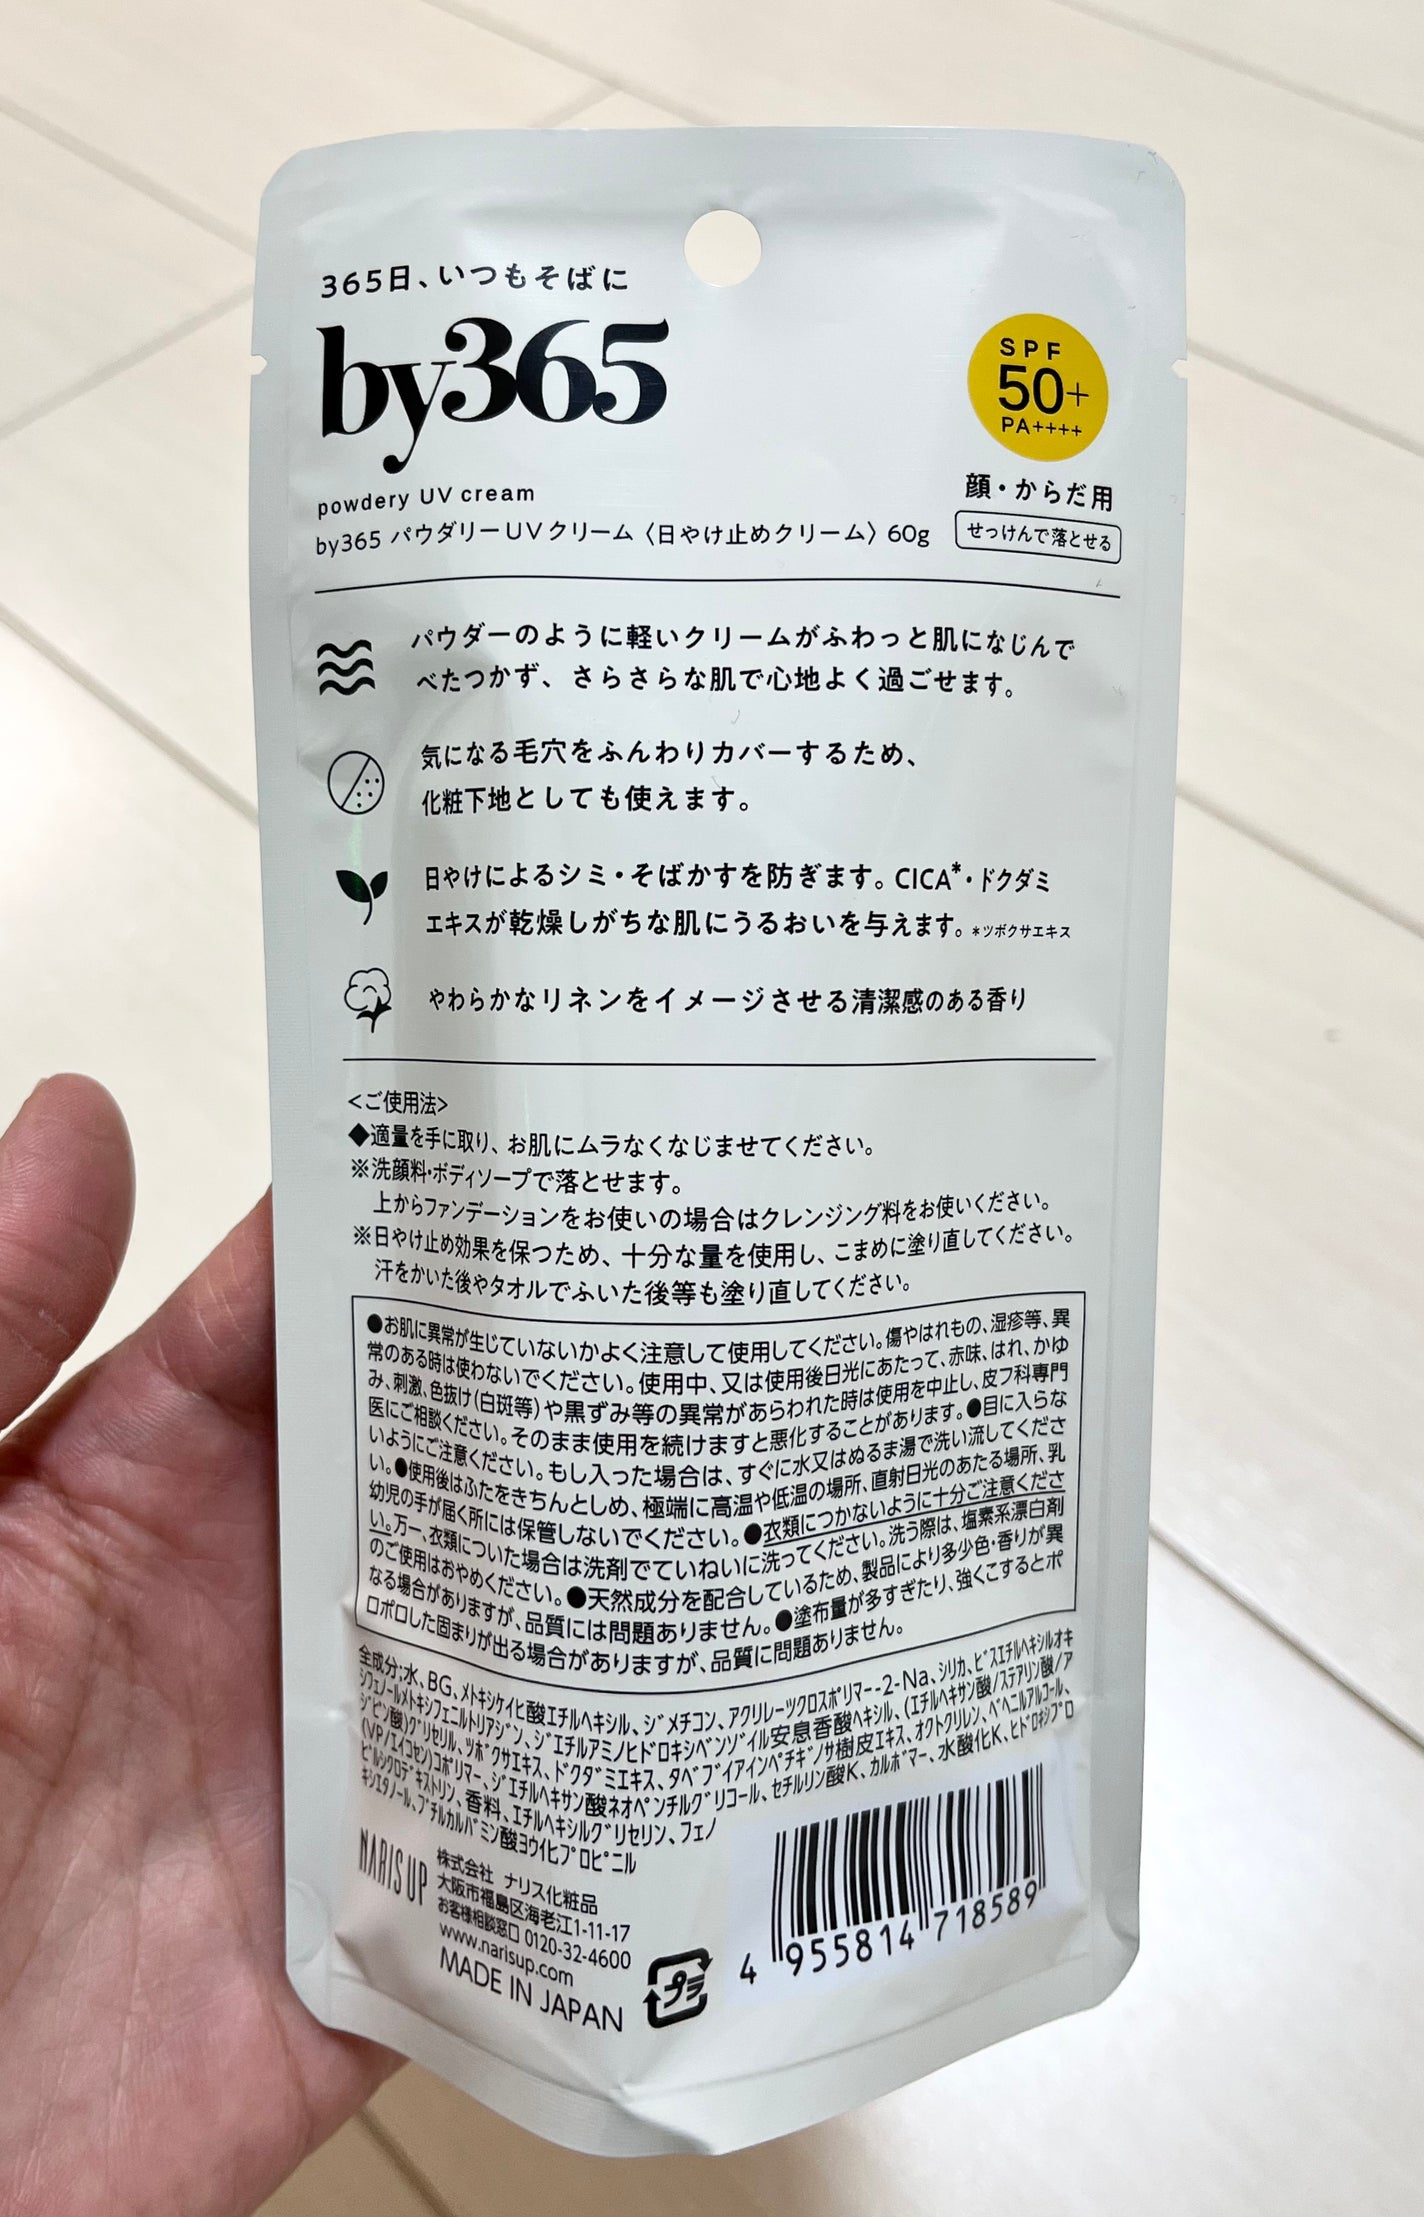 365日、いつもそばに
by365
SPF
50+
PA++++
顔・からだ用
せっけんで落とせる
powdery UV cream
by365 パウダリーUVクリーム〈日やけ止めクリーム〉60g
パウダーのように軽いクリームがふわっと肌になじんで
べたつかず、さらさらな肌で心地よく過ごせます。
気になる毛穴をふんわりカバーするため、
化粧下地としても使えます。
日やけによるシミ・そばかすを防ぎます。CICA*・ドクダミ
エキスが乾燥しがちな肌にうるおいを与えます。*ツボクサエキス
やわらかなリネンをイメージさせる清潔感のある香り
<ご使用法>
◆適量を手に取り、お肌にムラなくなじませてください。
※洗顔料・ボディソープで落とせます。
上からファンデーションをお使いの場合はクレンジング料をお使いください。
※日やけ止め効果を保つため、十分な量を使用し、こまめに塗り直してください。
汗をかいた後やタオルでふいた後等も塗り直してください。
●お肌に異常が生じていないかよく注意して使用してください。傷やはれもの、湿疹等、異
常のある時は使わないでください。使用中、又は使用後日光にあたって、赤味、はれ、かゆ
み、刺激、色抜け(白斑等)や黒ずみ等の異常があらわれた時は使用を中止し、皮フ科専門
医にご相談ください。そのまま使用を続けますと悪化することがあります。●目に入らな
いようにご注意ください。もし入った場合は、すぐに水又はぬるま湯で洗い流してくださ
い。●使用後はふたをきちんとしめ、極端に高温や低温の場所、直射日光のあたる場所、乳
幼児の手が届く所には保管しないでください。●衣類につかないように十分ご注意くださ
い。万一、衣類についた場合は洗剤でていねいに洗ってください。洗う際は、塩素系漂白剤
のご使用はおやめください。●天然成分を配合しているため、製品により多少色・香りが異
なる場合がありますが、品質には問題ありません。●塗布量が多すぎたり、強くこするとポ
ロポロした固まりが出る場合がありますが、品質に問題ありません。
全成分:水、BG、メトキシケイヒ酸エチルヘキシル、ジメチコン、アクリレーツクロスポリマー-2-Na、シリカ、ビスエチルヘキシルオキ
シフェノールメトキシフェニルトリアジン、ジエチルアミノヒドロキシベンゾイル安息香酸ヘキシル、(エチルヘキサン酸/ステアリン酸/ア
ジピン酸)グリセリル、ツボクサエキス、ドクダミエキス、タベブイアインペチギノサ樹皮エキス、オクトクリレン、ベヘニルアルコール、
(VP/エイコセン)コポリマー、ジエチルヘキサン酸ネオペンチルグリコール、セチルリン酸K、カルボマー、水酸化K、ヒドロキシプロ
ピルシクロデキストリン、香料、エチルヘキシルグリセリン、フェノ
キシエタノール、ブチルカルバミン酸ヨウ化プロピニル
NARIS UP
株式会社 ナリス化粧品
大阪市福島区海老江1-11-17
お客様相談窓口 0120-32-4600
www.narisup.com
MADE IN JAPAN
プラ
4 955814 718589